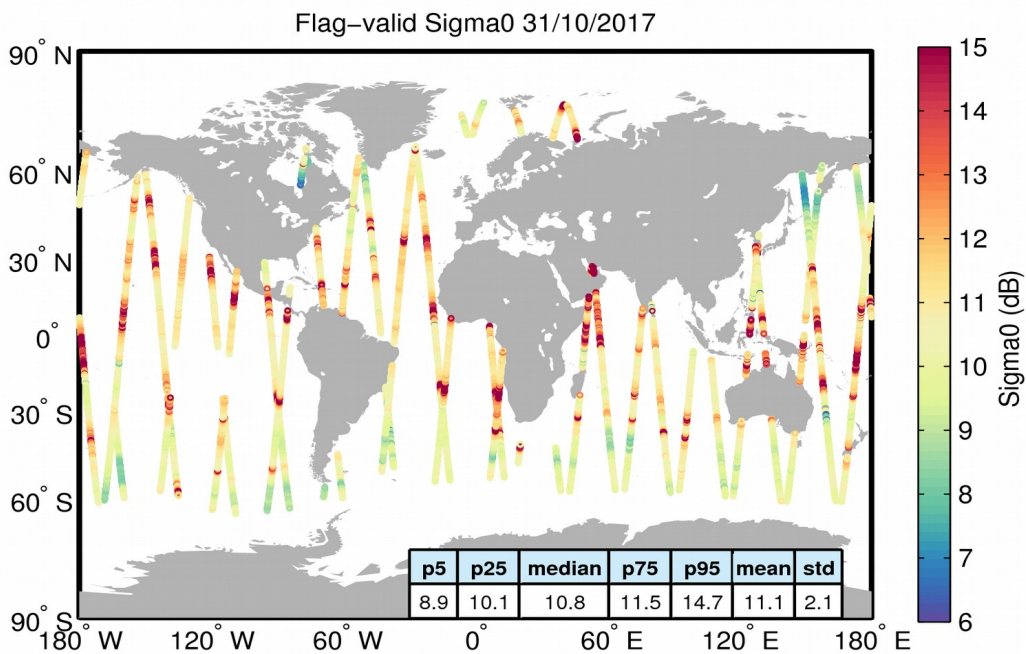 Flag−valid Sigma0 31/10/2017
90° N
60° N
30° N
0°
30° S
60° S
90° S
180° W
120° W
60° W
0°
60° E
120° E
180° E
p5 p25 median p75 p95 mean std
8.9 10.1 10.8 11.5 14.7 11.1 2.1
15
14
13
12
11
10
9
8
7
6
Sigma0 (dB)